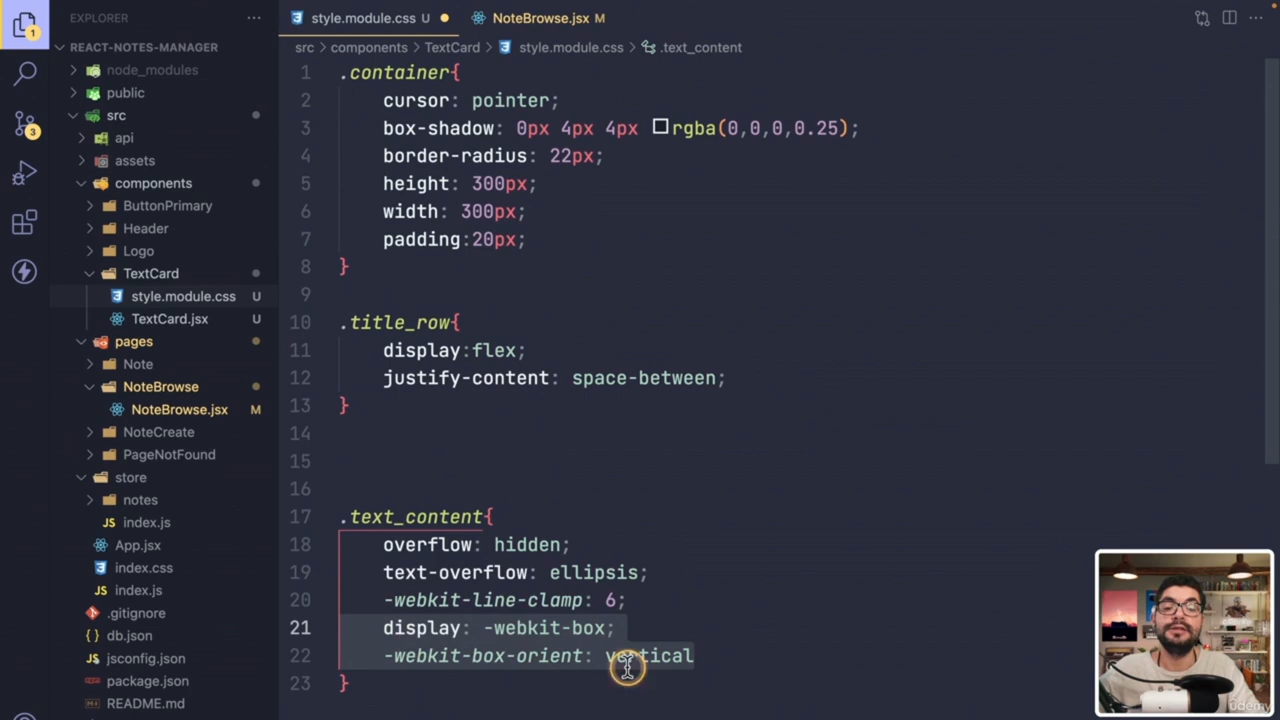 EXPLORER
REACT-NOTES-MANAGER
node_modules
public
src
api
assets
components
ButtonPrimary
Header
Logo
TextCard
style.module.css U
TextCard.jsx U
pages
Note
NoteBrowse
NoteBrowse.jsx M
NoteCreate
PageNotFound
store
notes
JS index.js
App.jsx
index.css
JS index.js
.gitignore
db.json
jsconfig.json
package.json
README.md
1
3
style.module.css U
NoteBrowse.jsx M
src > components > TextCard > style.module.css > .text_content
1 .container{
2 cursor: pointer;
3 box-shadow: 0px 4px 4px rgba(0,0,0,0.25);
4 border-radius: 22px;
5 height: 300px;
6 width: 300px;
7 padding:20px;
8 }
9
10 .title_row{
11 display:flex;
12 justify-content: space-between;
13 }
14
15
16
17 .text_content{
18 overflow: hidden;
19 text-overflow: ellipsis;
20 -webkit-line-clamp: 6;
21 display: -webkit-box;
22 -webkit-box-orient: vertical
23 }
udemy